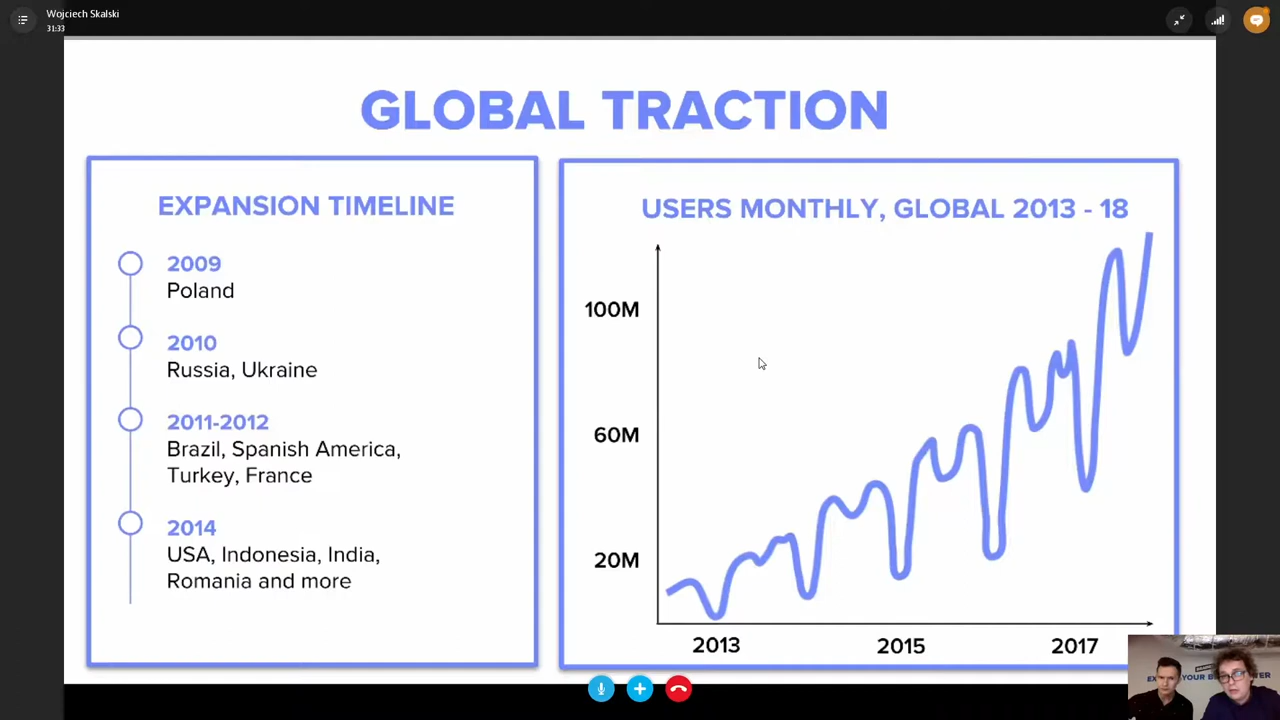 Wojciech Skalski
31:33
GLOBAL TRACTION
EXPANSION TIMELINE
2009
Poland
2010
Russia, Ukraine
2011-2012
Brazil, Spanish America,
Turkey, France
2014
USA, Indonesia, India,
Romania and more
USERS MONTHLY, GLOBAL 2013 - 18
100M
60M
20M
2013
2015
2017
YOUR